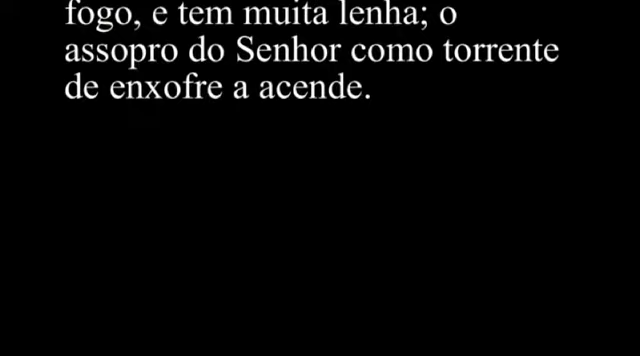 fogo, e tem muita lenha; o
assopro do Senhor como torrente
de enxofre a acende.